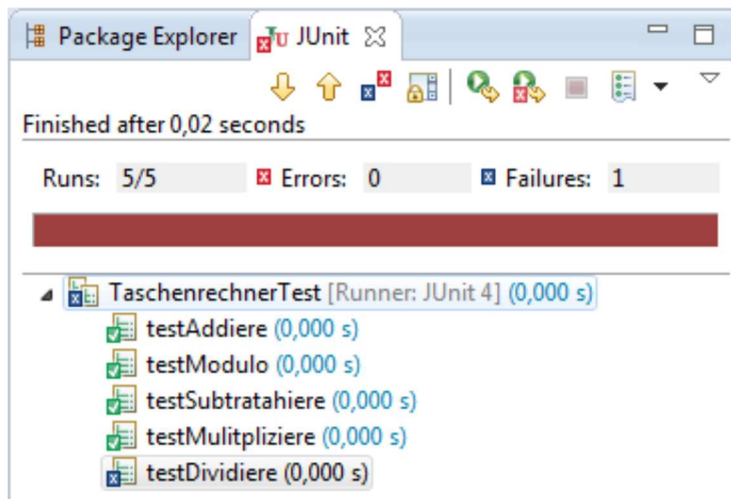 Package Explorer JUnit
Finished after 0,02 seconds
Runs: 5/5 Errors: 0 Failures: 1
TaschenrechnerTest [Runner: JUnit 4] (0,000 s)
testAddiere (0,000 s)
testModulo (0,000 s)
testSubtratahiere (0,000 s)
testMulitpliziere (0,000 s)
testDividiere (0,000 s)